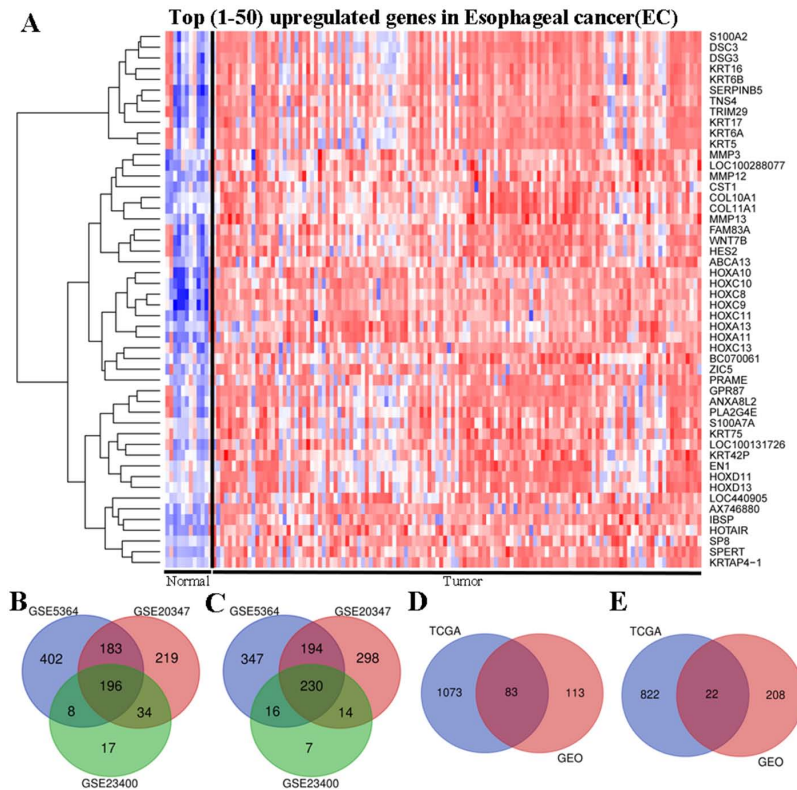 Top (1-50) upregulated genes in Esophageal cancer(EC)
A
S100A2
DSC3
DSG3
KRT16
KRT6B
SERPINB5
TNS4
TRIM29
KRT17
KRT6A
KRT5
MMP3
LOC100288077
MMP12
CST1
COL10A1
COL11A1
MMP13
FAM83A
WNT7B
HES2
ABCA13
HOXA10
HOXC10
HOXC8
HOXC9
HOXC11
HOXA13
HOXA11
HOXC13
BC070061
ZIC5
PRAME
GPR87
ANXA8L2
PLA2G4E
S100A7A
KRT75
LOC100131726
KRT42P
EN1
HOXD11
HOXD13
LOC440905
AX746880
IBSP
HOTAIR
SP8
SPERT
KRTAP4-1
Normal Tumor
B
GSE5364 GSE20347
402 183 219
196
8 34
17
GSE23400
C
GSE5364 GSE20347
347 194 298
230
16 14
7
GSE23400
D
TCGA
1073 83 113
GEO
E
TCGA
822 22 208
GEO